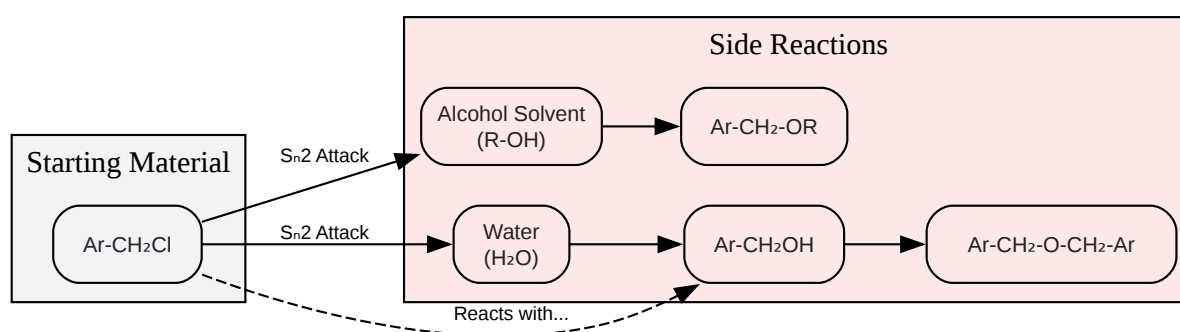 Side Reactions
Alcohol Solvent
(R-OH)
Ar-CH₂-OR
Starting Material
Sₙ2 Attack
Ar-CH₂Cl
Sₙ2 Attack
Water
(H₂O)
Ar-CH₂OH
Ar-CH₂-O-CH₂-Ar
Reacts with...